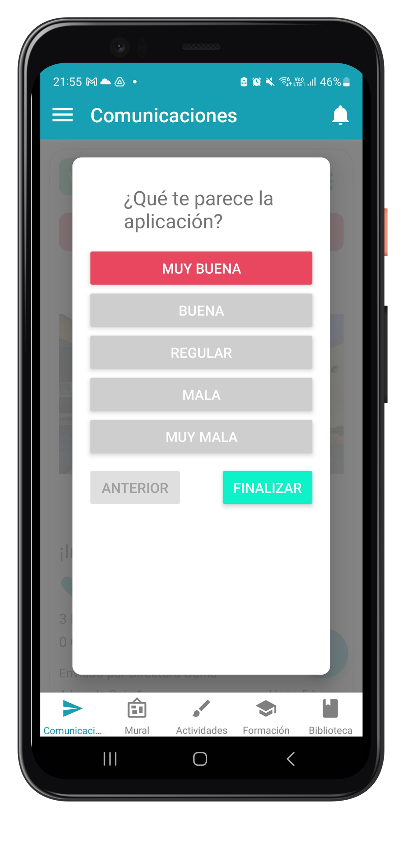 21:55
46%
Comunicaciones
¿Qué te parece la
aplicación?
MUY BUENA
BUENA
REGULAR
MALA
MUY MALA
ANTERIOR
FINALIZAR
Comunicaci...
Mural
Actividades
Formación
Biblioteca